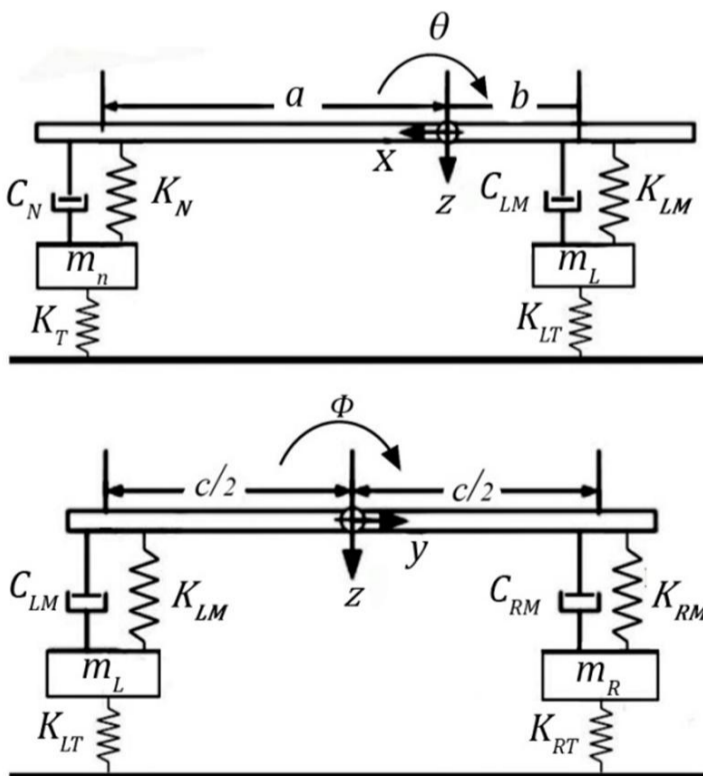 θ
a b
x
z
C_N K_N C_LM K_LM
m_n m_L
K_T K_LT
Φ
c/2 c/2
y
z
C_LM K_LM C_RM K_RM
m_L m_R
K_LT K_RT